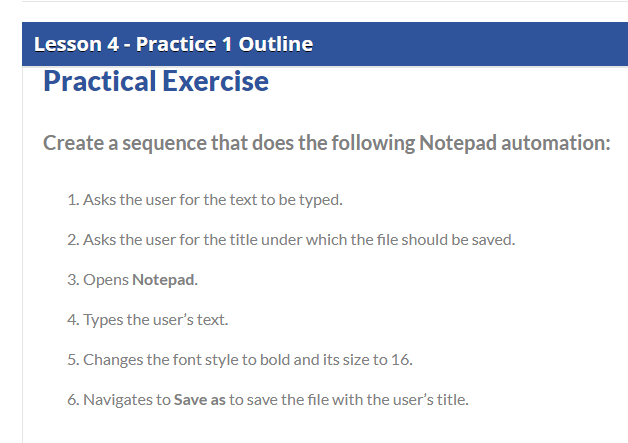 Lesson 4 - Practice 1 Outline
Practical Exercise
Create a sequence that does the following Notepad automation:
1. Asks the user for the text to be typed.
2. Asks the user for the title under which the file should be saved.
3. Opens Notepad.
4. Types the user’s text.
5. Changes the font style to bold and its size to 16.
6. Navigates to Save as to save the file with the user’s title.